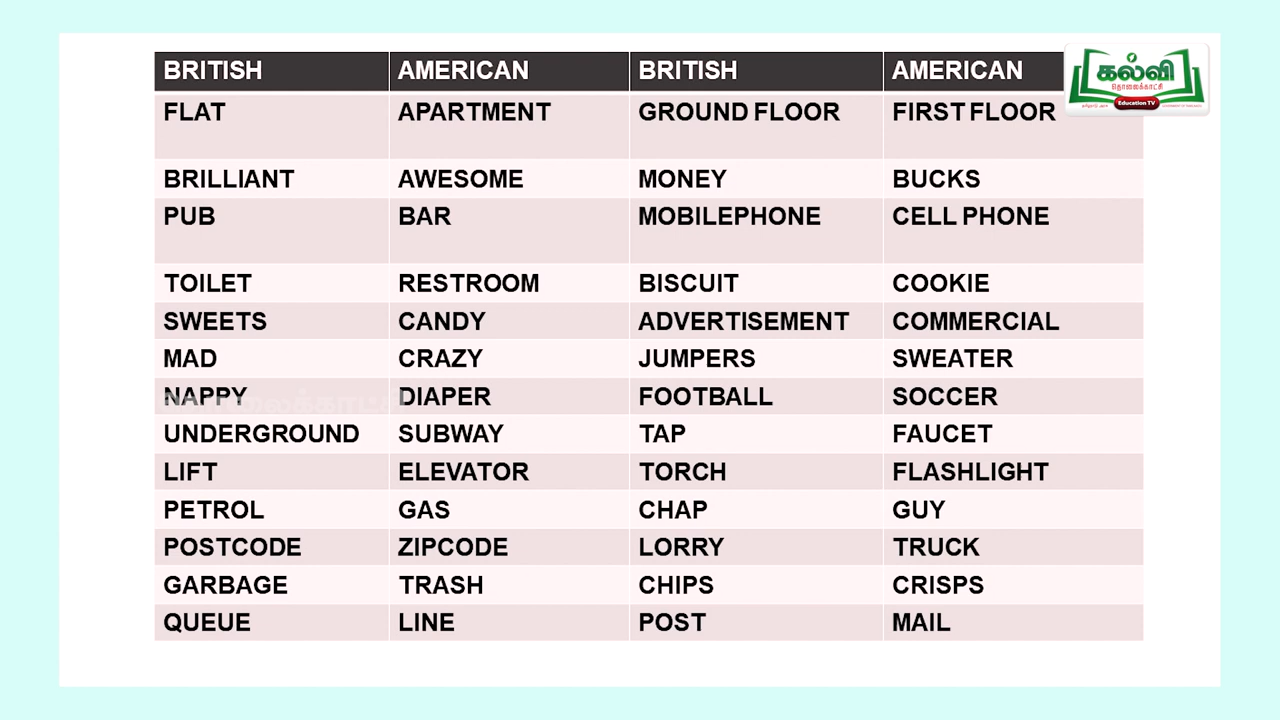 BRITISH AMERICAN BRITISH AMERICAN
FLAT APARTMENT GROUND FLOOR FIRST FLOOR
BRILLIANT AWESOME MONEY BUCKS
PUB BAR MOBILEPHONE CELL PHONE
TOILET RESTROOM BISCUIT COOKIE
SWEETS CANDY ADVERTISEMENT COMMERCIAL
MAD CRAZY JUMPERS SWEATER
NAPPY DIAPER FOOTBALL SOCCER
UNDERGROUND SUBWAY TAP FAUCET
LIFT ELEVATOR TORCH FLASHLIGHT
PETROL GAS CHAP GUY
POSTCODE ZIPCODE LORRY TRUCK
GARBAGE TRASH CHIPS CRISPS
QUEUE LINE POST MAIL
கல்வி
தொலைக்காட்சி
Education TV